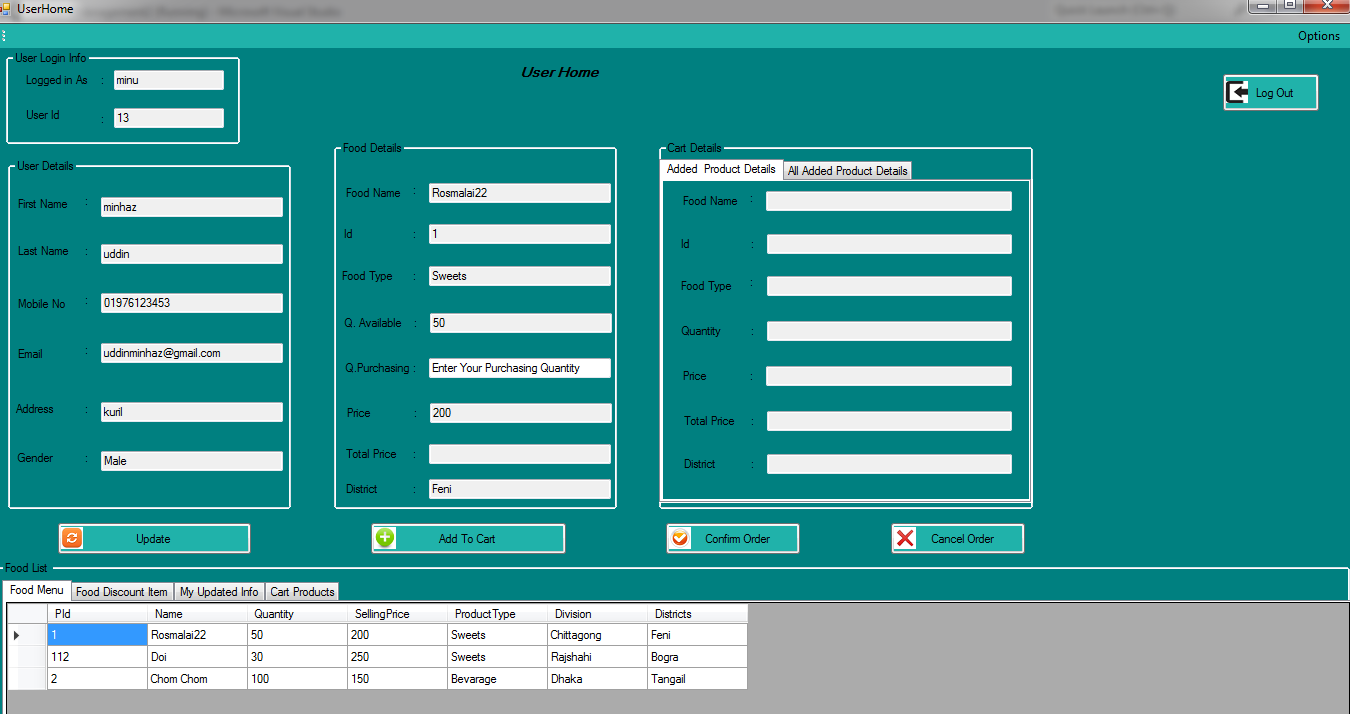 UserHome
Options
User Login Info
Logged in As : minu
User Id : 13
User Home
Log Out
User Details
First Name : minhaz
Last Name : uddin
Mobile No : 01976123453
Email : uddinminhaz@gmail.com
Address : kuril
Gender : Male
Update
Food Details
Food Name : Rosmalai22
Id : 1
Food Type : Sweets
Q. Available : 50
Q.Purchasing : Enter Your Purchasing Quantity
Price : 200
Total Price :
District : Feni
Add To Cart
Cart Details
Added Product Details All Added Product Details
Food Name :
Id :
Food Type :
Quantity :
Price :
Total Price :
District :
Confirm Order
Cancel Order
Food List
Food Menu Food Discount Item My Updated Info Cart Products
PId Name Quantity SellingPrice ProductType Division Districts
1 Rosmalai22 50 200 Sweets Chittagong Feni
112 Doi 30 250 Sweets Rajshahi Bogra
2 Chom Chom 100 150 Bevarage Dhaka Tangail